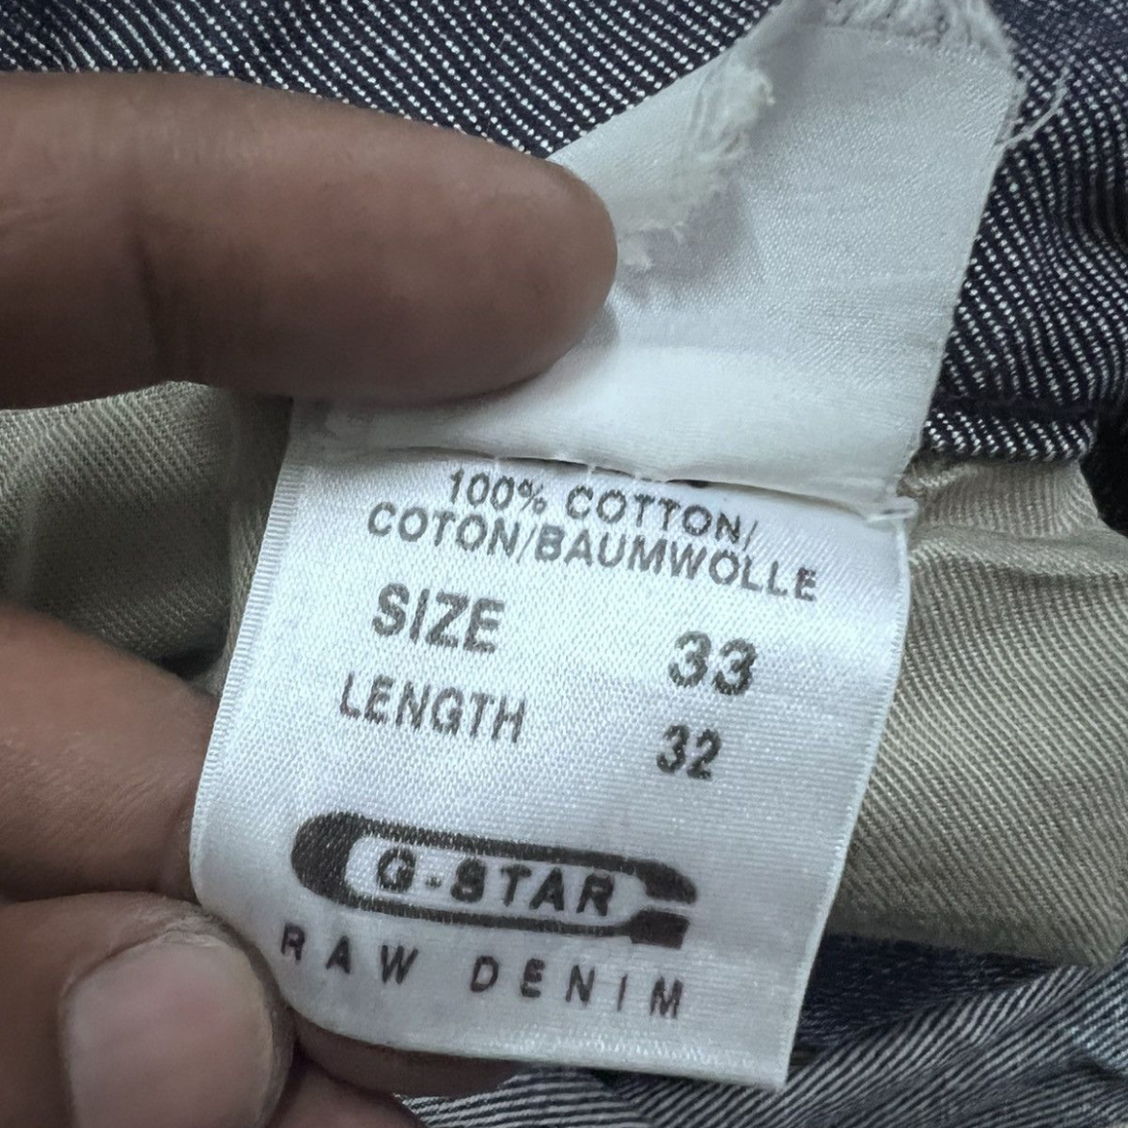 100% COTTON/
COTON/BAUMWOLLE
SIZE 33
LENGTH 32
G-STAR
RAW DENIM